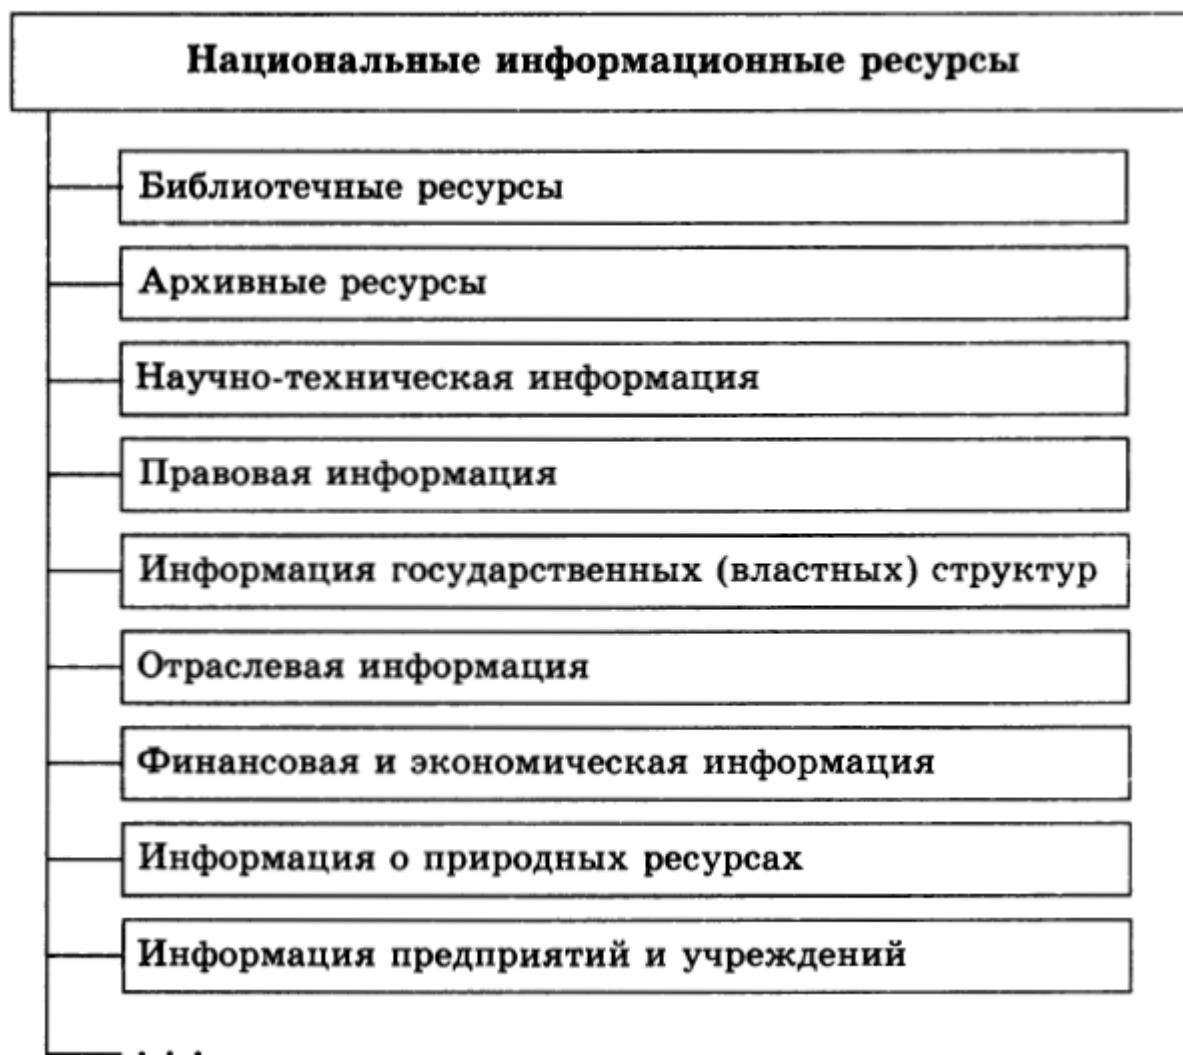 Национальные информационные ресурсы
Библиотечные ресурсы
Архивные ресурсы
Научно-техническая информация
Правовая информация
Информация государственных (властных) структур
Отраслевая информация
Финансовая и экономическая информация
Информация о природных ресурсах
Информация предприятий и учреждений
...